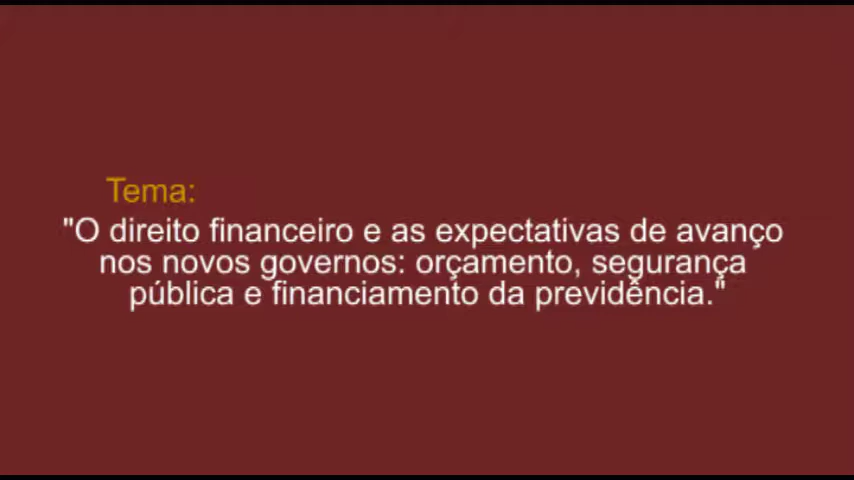 Tema:
"O direito financeiro e as expectativas de avanço
nos novos governos: orçamento, segurança
pública e financiamento da previdência."